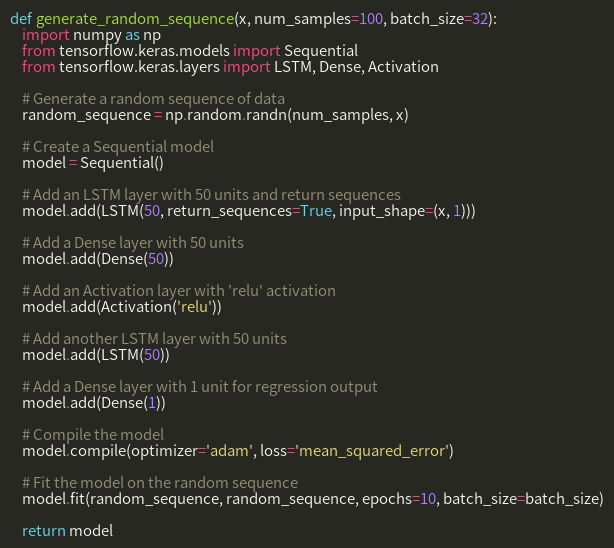 def generate_random_sequence(x, num_samples=100, batch_size=32):
    import numpy as np
    from tensorflow.keras.models import Sequential
    from tensorflow.keras.layers import LSTM, Dense, Activation

    # Generate a random sequence of data
    random_sequence = np.random.randn(num_samples, x)

    # Create a Sequential model
    model = Sequential()

    # Add an LSTM layer with 50 units and return sequences
    model.add(LSTM(50, return_sequences=True, input_shape=(x, 1)))

    # Add a Dense layer with 50 units
    model.add(Dense(50))

    # Add an Activation layer with 'relu' activation
    model.add(Activation('relu'))

    # Add another LSTM layer with 50 units
    model.add(LSTM(50))

    # Add a Dense layer with 1 unit for regression output
    model.add(Dense(1))

    # Compile the model
    model.compile(optimizer='adam', loss='mean_squared_error')

    # Fit the model on the random sequence
    model.fit(random_sequence, random_sequence, epochs=10, batch_size=batch_size)

    return model